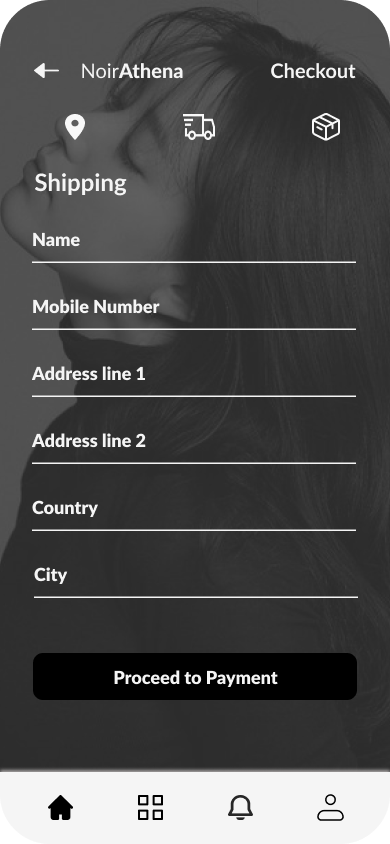 NoirAthena Checkout
Shipping
Name
Mobile Number
Address line 1
Address line 2
Country
City
Proceed to Payment